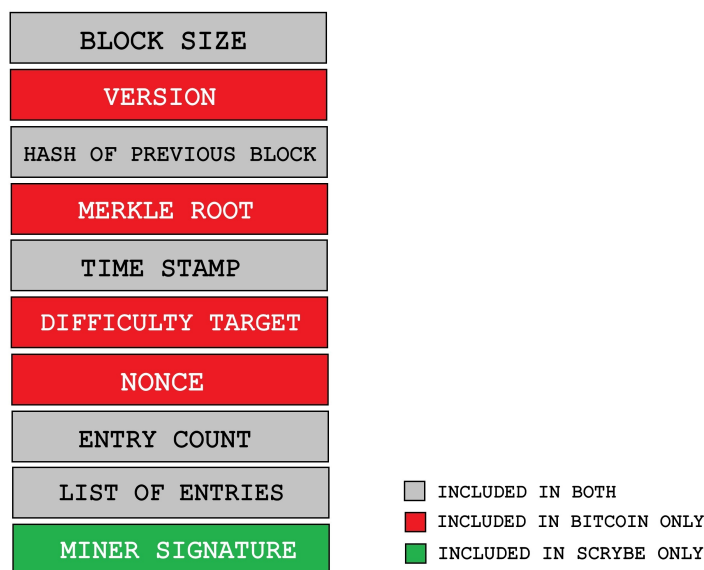 BLOCK SIZE
VERSION
HASH OF PREVIOUS BLOCK
MERKLE ROOT
TIME STAMP
DIFFICULTY TARGET
NONCE
ENTRY COUNT
LIST OF ENTRIES
MINER SIGNATURE
INCLUDED IN BOTH
INCLUDED IN BITCOIN ONLY
INCLUDED IN SCRYBE ONLY